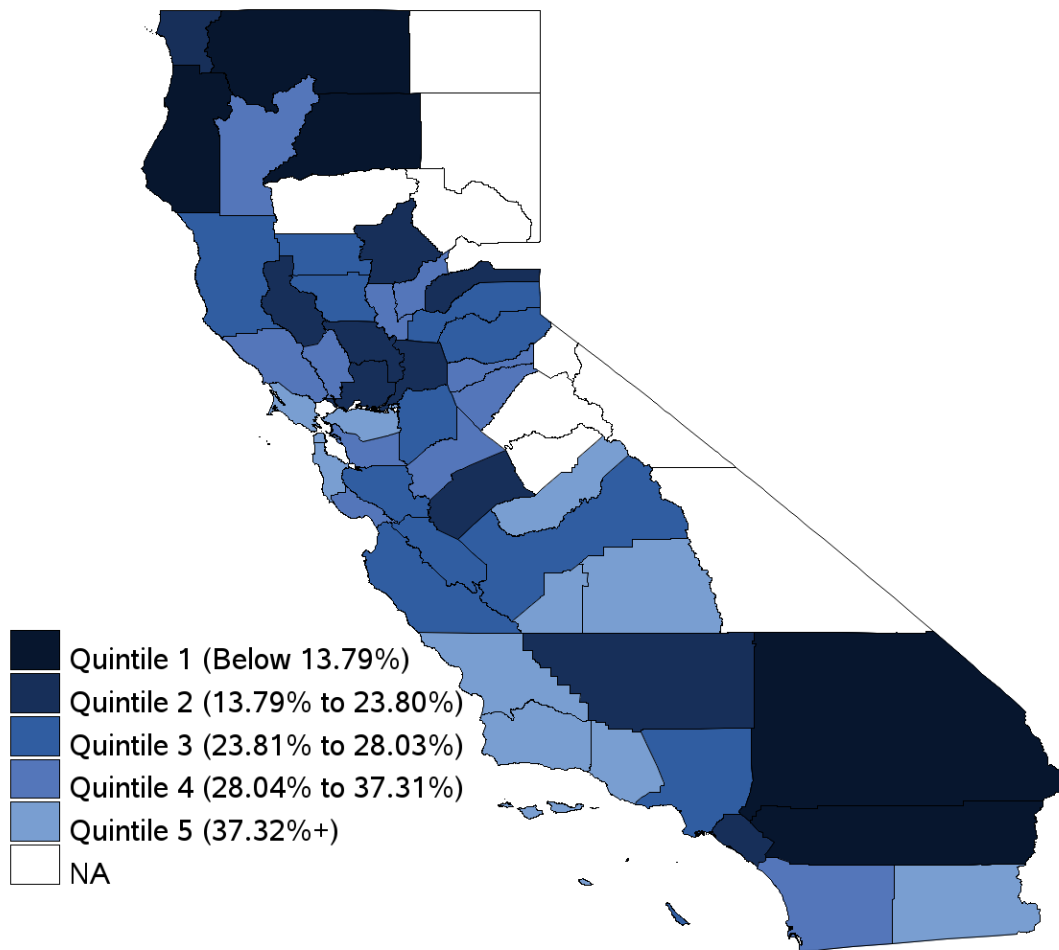 Quintile 1 (Below 13.79%)
Quintile 2 (13.79% to 23.80%)
Quintile 3 (23.81% to 28.03%)
Quintile 4 (28.04% to 37.31%)
Quintile 5 (37.32%+)
NA